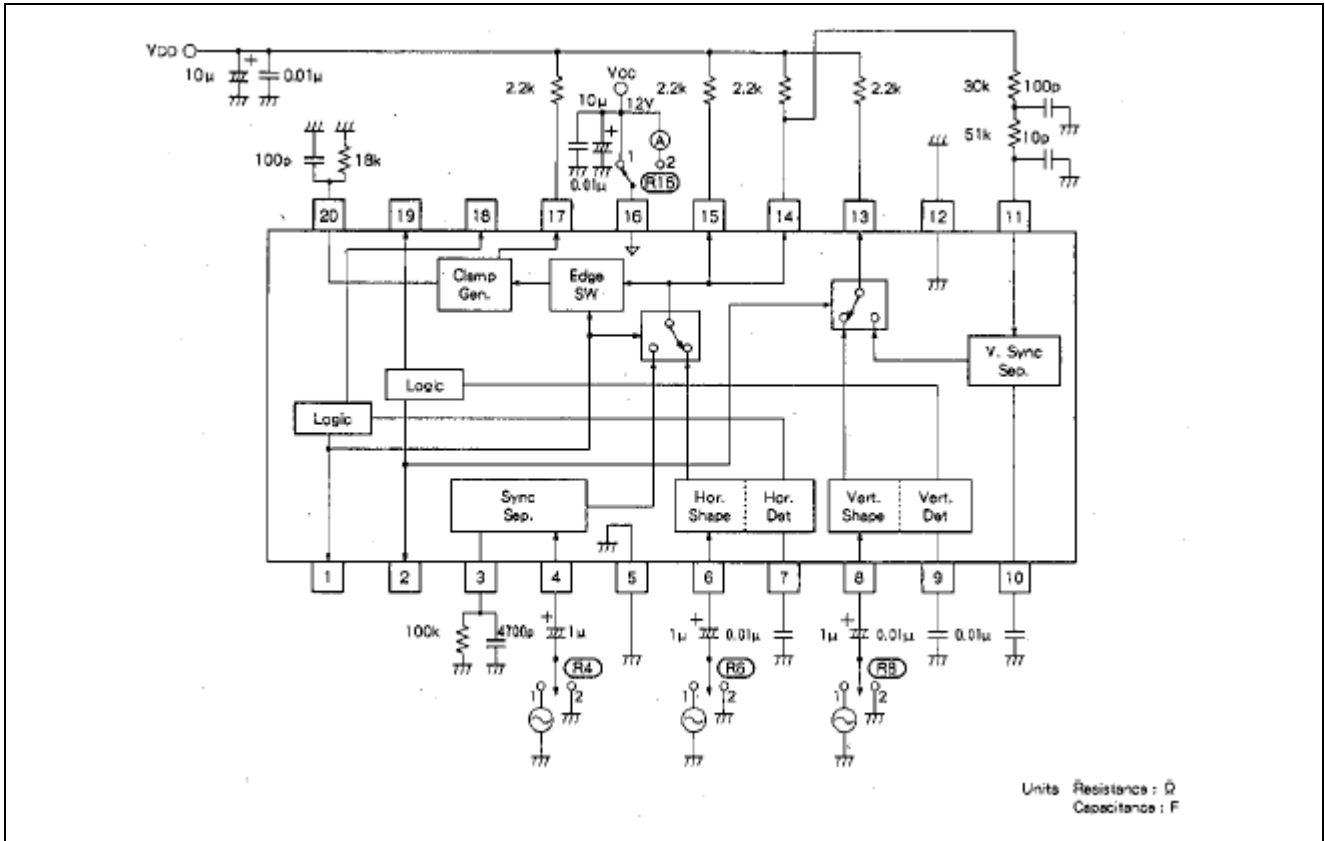 VDD
10μ + 0.01μ
2.2k
VCC
12V
10μ +
0.01μ
A
1
2
R16
2.2k
2.2k
2.2k
30k
100p
51k
10p
100p
18k
20 19 18 17 16 15 14 13 12 11
Clamp Gen.
Edge SW
V. Sync Sep.
Logic
Logic
Sync Sep.
Hor. Shape
Hor. Det
Vert. Shape
Vert. Det
1 2 3 4 5 6 7 8 9 10
100k
4700p
+
1μ
1μ
+
0.01μ
1μ
+
0.01μ
0.01μ
R4
1
2
R6
1
2
R8
1
2
Units Resistance : Ω
Capacitance : F